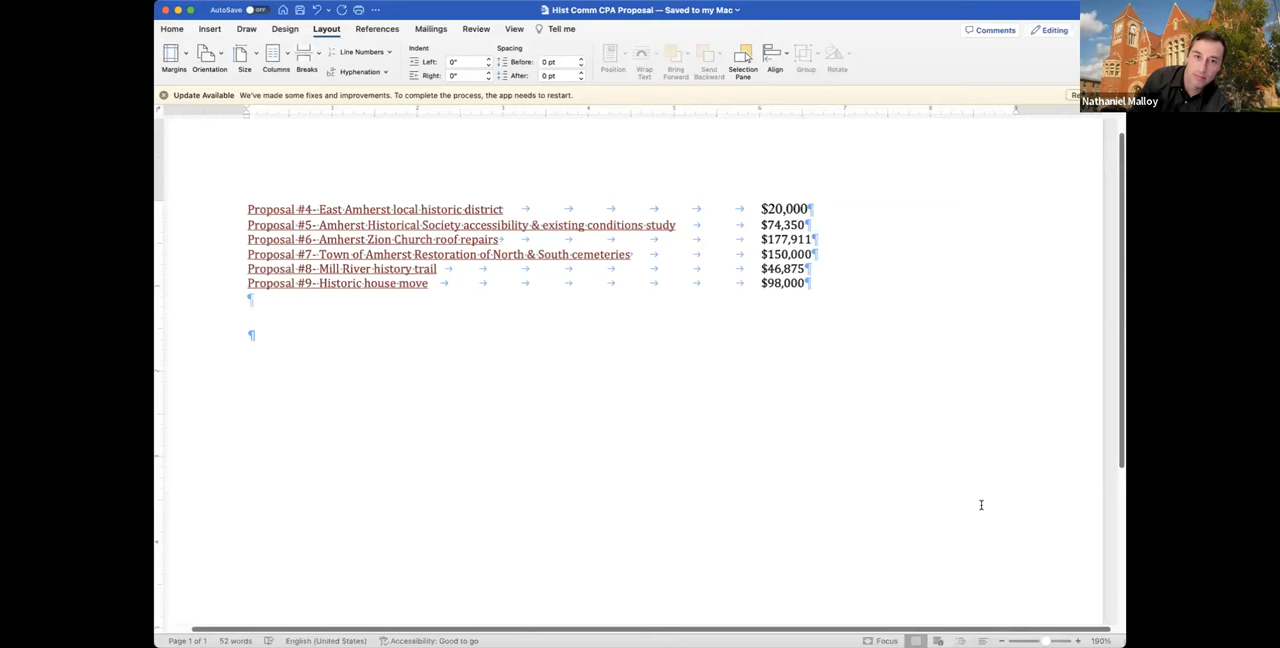 AutoSave OFF Hist Comm CPA Proposal — Saved to my Mac
Home Insert Draw Design Layout References Mailings Review View Tell me Comments Editing
Margins Orientation Size Columns Breaks Line Numbers Hyphenation
Indent Left: 0" Right: 0"
Spacing Before: 0 pt After: 0 pt
Position Wrap Text Bring Forward Send Backward Selection Pane Align Group Rotate
Update Available We've made some fixes and improvements. To complete the process, the app needs to restart.
Nathaniel Malloy
Proposal #4- East Amherst local historic district $20,000
Proposal #5- Amherst Historical Society accessibility & existing conditions study $74,350
Proposal #6- Amherst Zion Church roof repairs $177,911
Proposal #7- Town of Amherst Restoration of North & South cemeteries $150,000
Proposal #8- Mill River history trail $46,875
Proposal #9- Historic house move $98,000
Page 1 of 1 52 words English (United States) Accessibility: Good to go Focus 190%